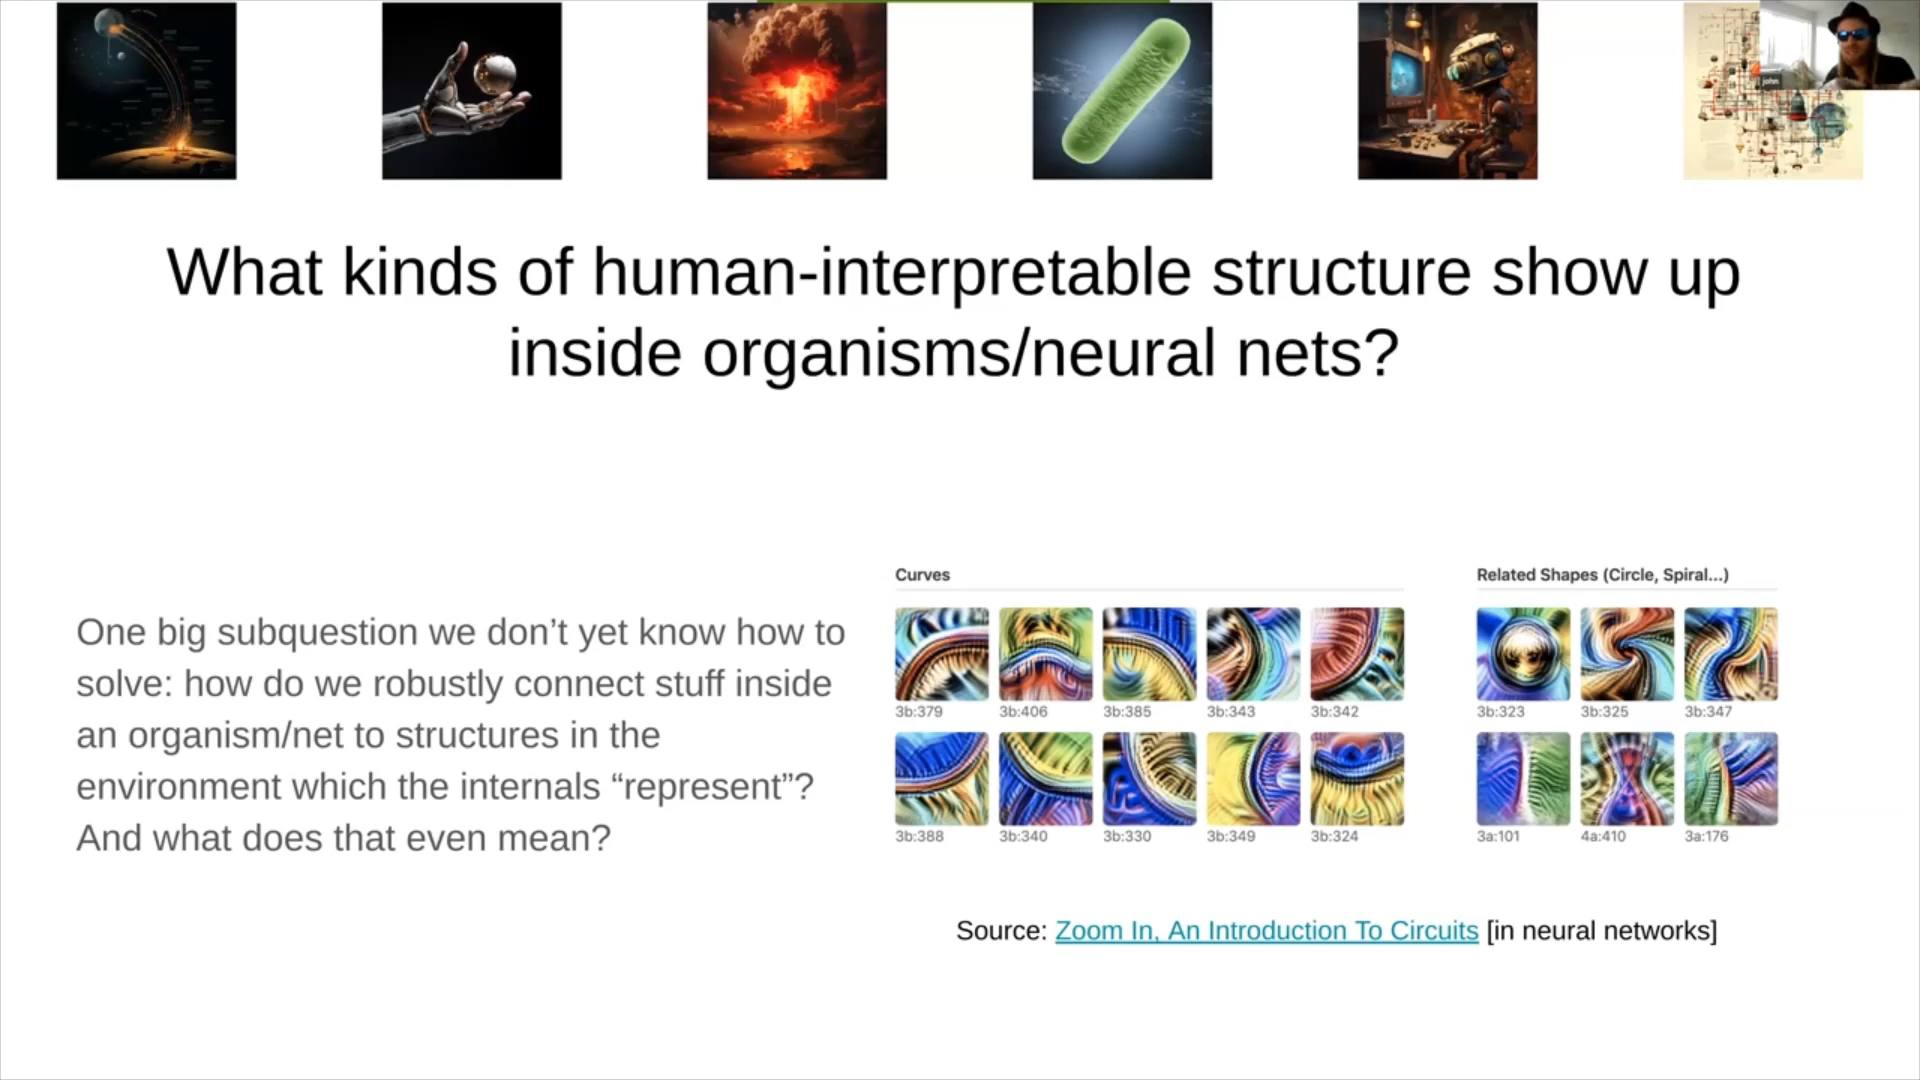 john
What kinds of human-interpretable structure show up
inside organisms/neural nets?
One big subquestion we don’t yet know how to
solve: how do we robustly connect stuff inside
an organism/net to structures in the
environment which the internals “represent”?
And what does that even mean?
Curves
3b:379 3b:406 3b:385 3b:343 3b:342
3b:388 3b:340 3b:330 3b:349 3b:324
Related Shapes (Circle, Spiral...)
3b:323 3b:325 3b:347
3a:101 4a:410 3a:176
Source: Zoom In, An Introduction To Circuits [in neural networks]